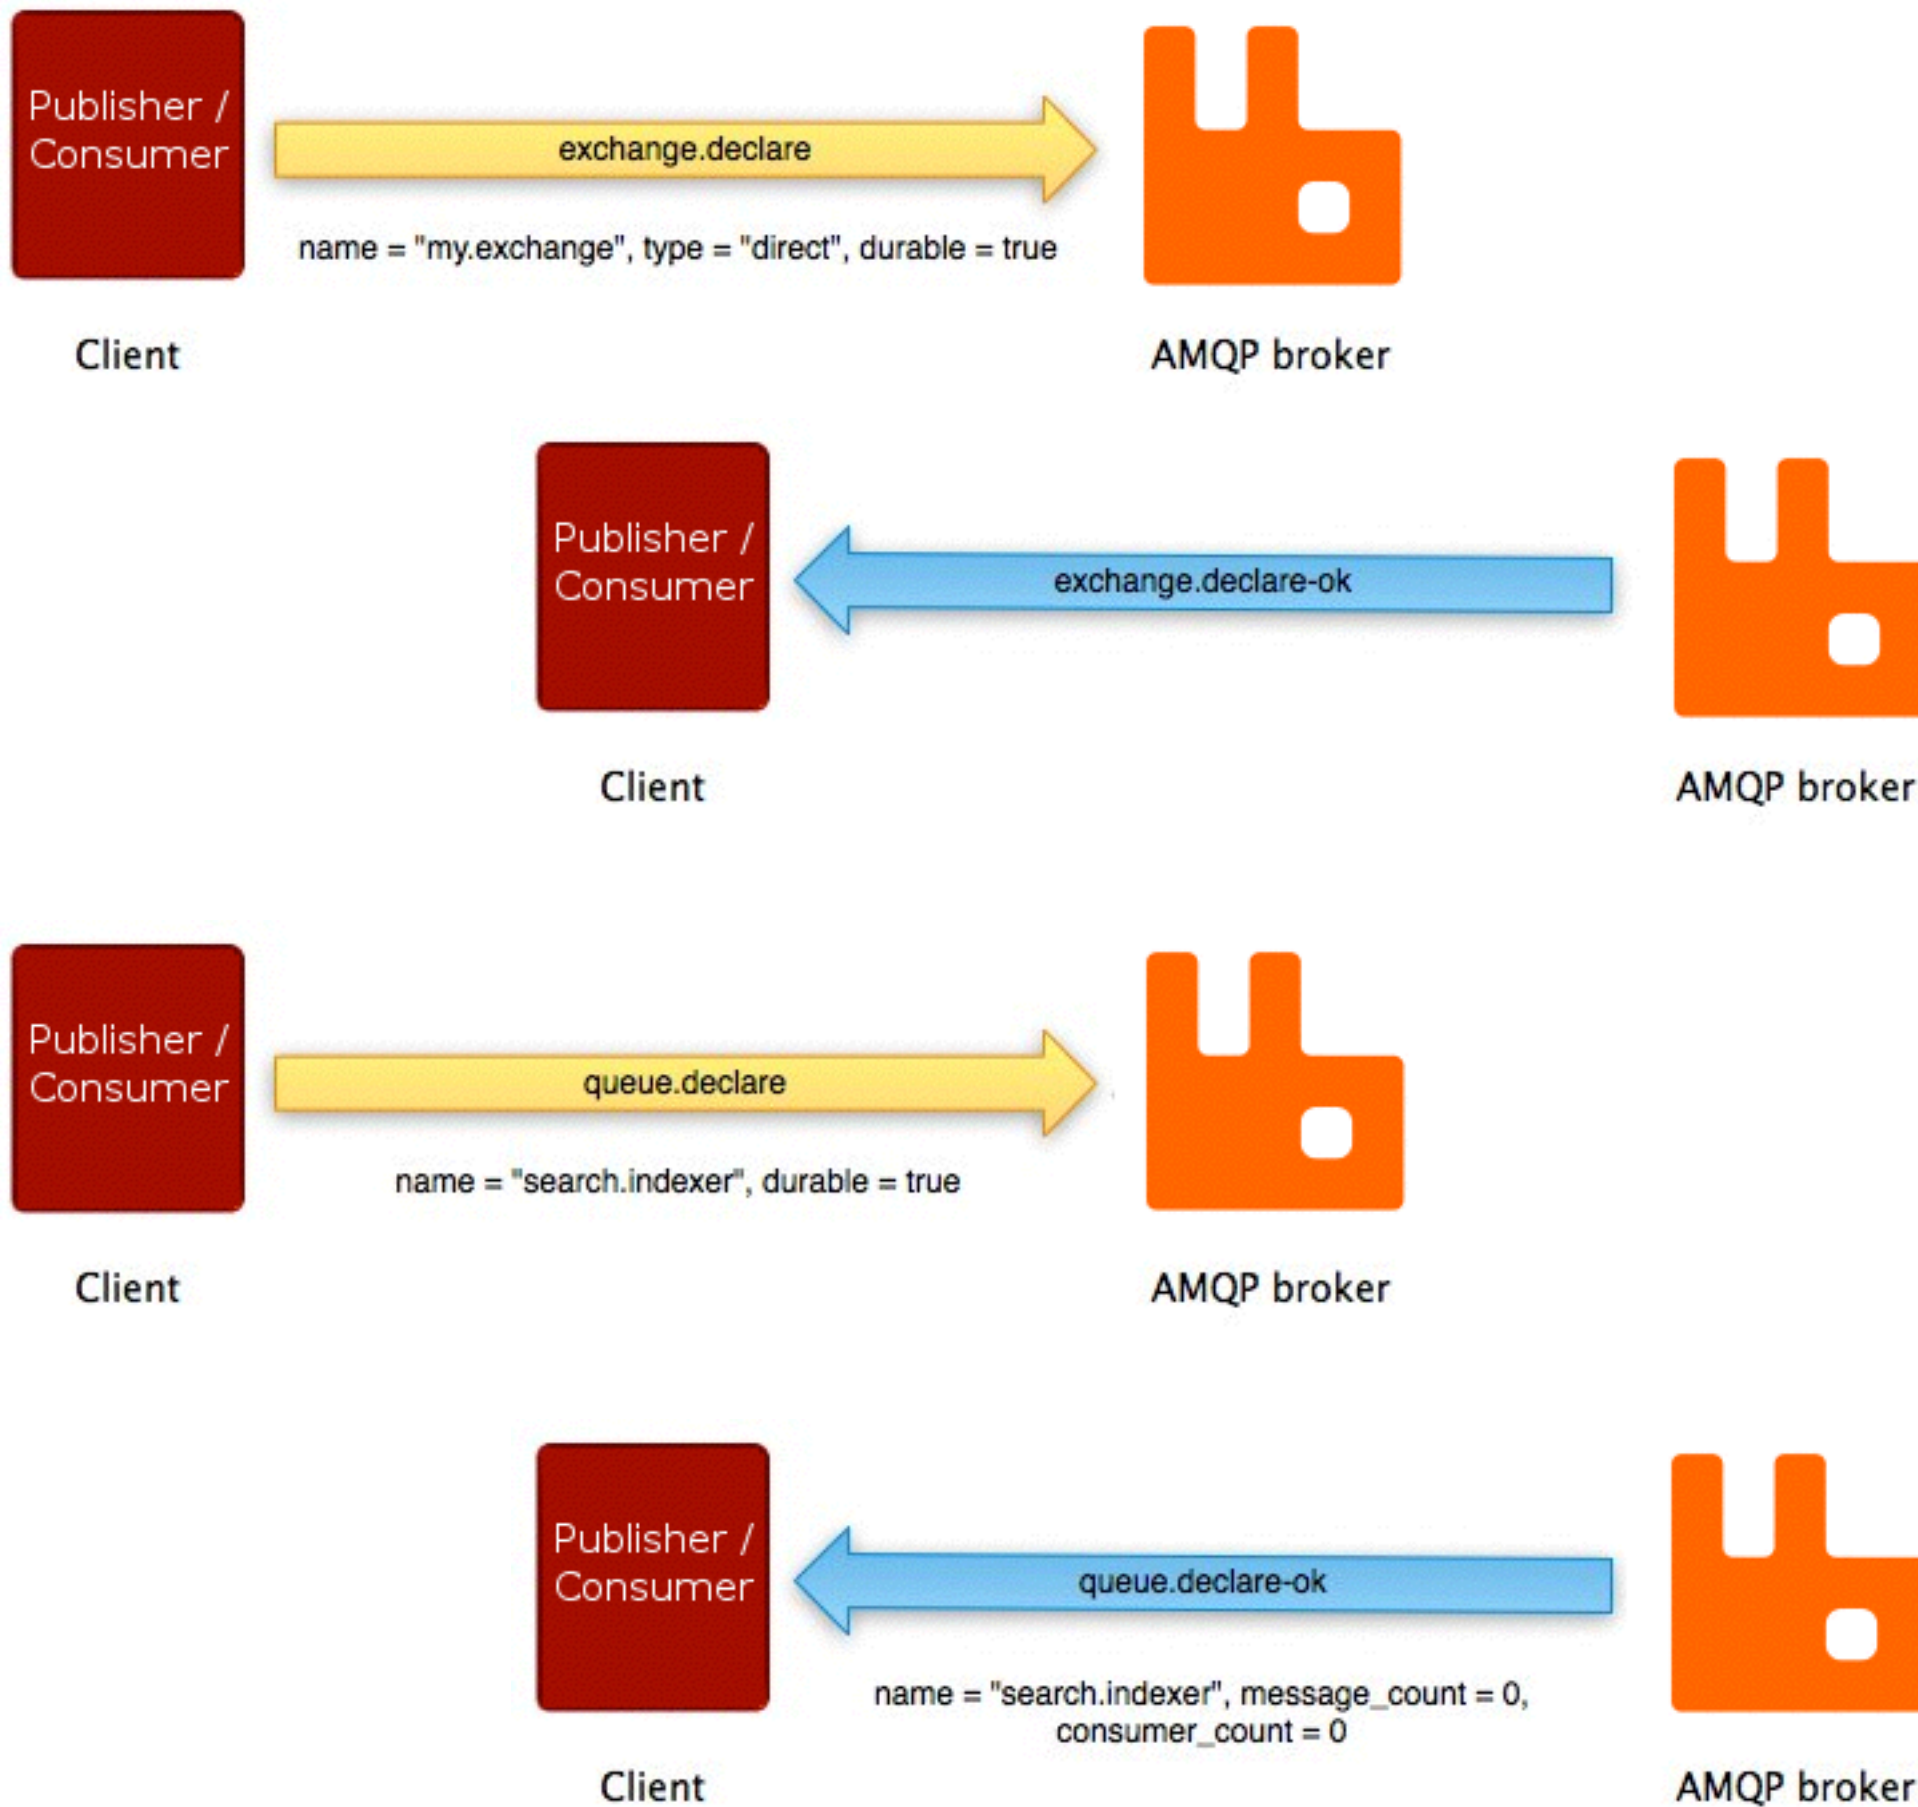 Publisher /
Consumer
exchange.declare
name = "my.exchange", type = "direct", durable = true
Client
AMQP broker
Publisher /
Consumer
exchange.declare-ok
Client
AMQP broker
Publisher /
Consumer
queue.declare
name = "search.indexer", durable = true
Client
AMQP broker
Publisher /
Consumer
queue.declare-ok
name = "search.indexer", message_count = 0,
consumer_count = 0
Client
AMQP broker